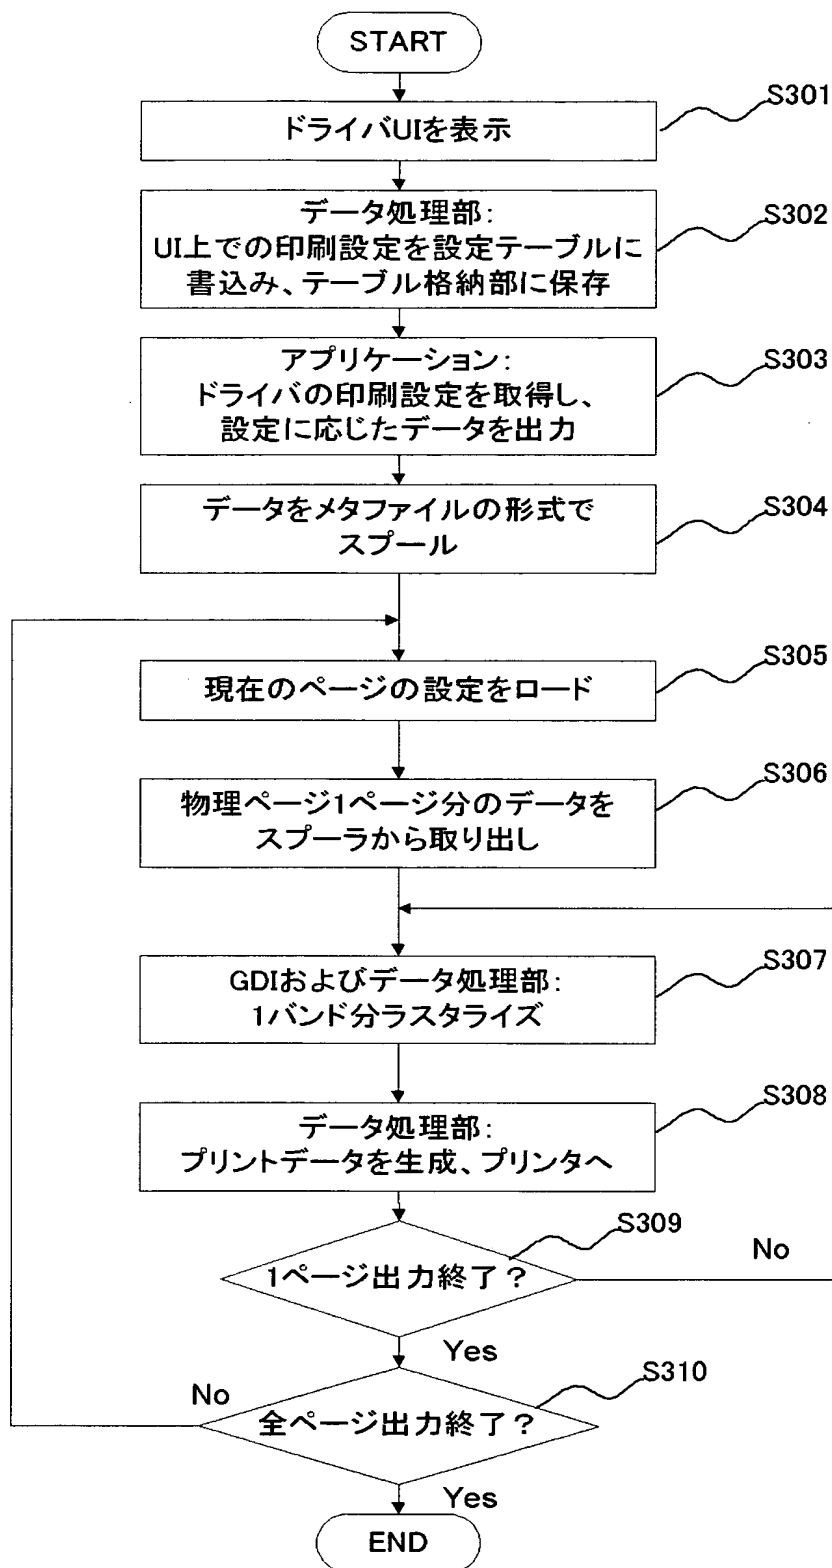 START
S301
ドライバUIを表示
S302
データ処理部:
UI上での印刷設定を設定テーブルに
書込み、テーブル格納部に保存
S303
アプリケーション:
ドライバの印刷設定を取得し、
設定に応じたデータを出力
S304
データをメタファイルの形式で
スプール
S305
現在のページの設定をロード
S306
物理ページ1ページ分のデータを
スプーラから取り出し
S307
GDIおよびデータ処理部:
1バンド分ラスタライズ
S308
データ処理部:
プリントデータを生成、プリンタへ
S309
1ページ出力終了?
No
Yes
S310
No
全ページ出力終了?
Yes
END